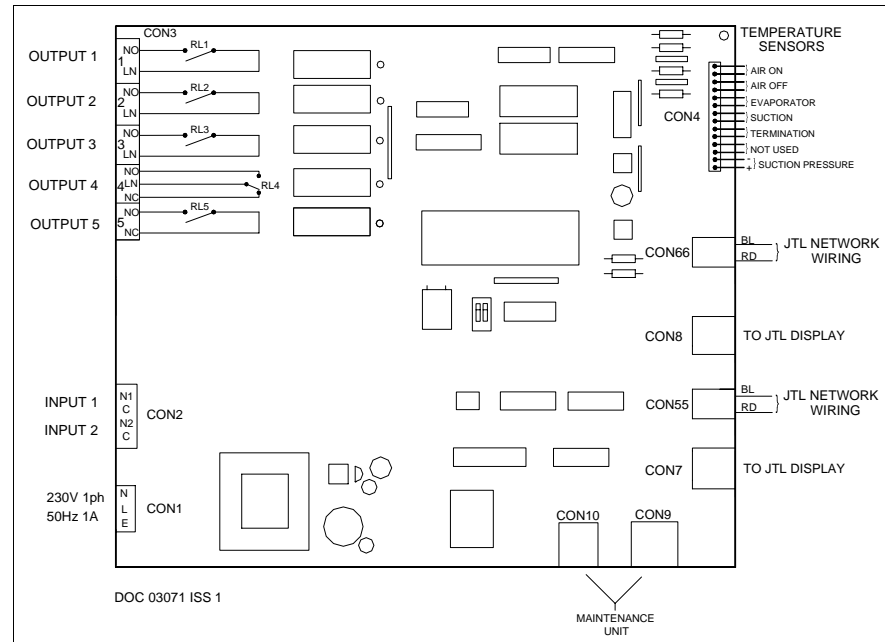 CON3
OUTPUT 1
NO
1
LN
RL1
OUTPUT 2
NO
2
LN
RL2
OUTPUT 3
NO
3
LN
RL3
OUTPUT 4
NO
4
LN
NC
RL4
OUTPUT 5
NO
5
NC
RL5
TEMPERATURE
SENSORS
AIR ON
AIR OFF
EVAPORATOR
SUCTION
TERMINATION
NOT USED
-
+
SUCTION PRESSURE
CON4
CON66
BL
RD
JTL NETWORK
WIRING
CON8
TO JTL DISPLAY
INPUT 1
INPUT 2
N1
C
N2
C
CON2
CON55
BL
RD
JTL NETWORK
WIRING
CON7
TO JTL DISPLAY
230V 1ph
50Hz 1A
N
L
E
CON1
CON10
CON9
DOC 03071 ISS 1
MAINTENANCE
UNIT